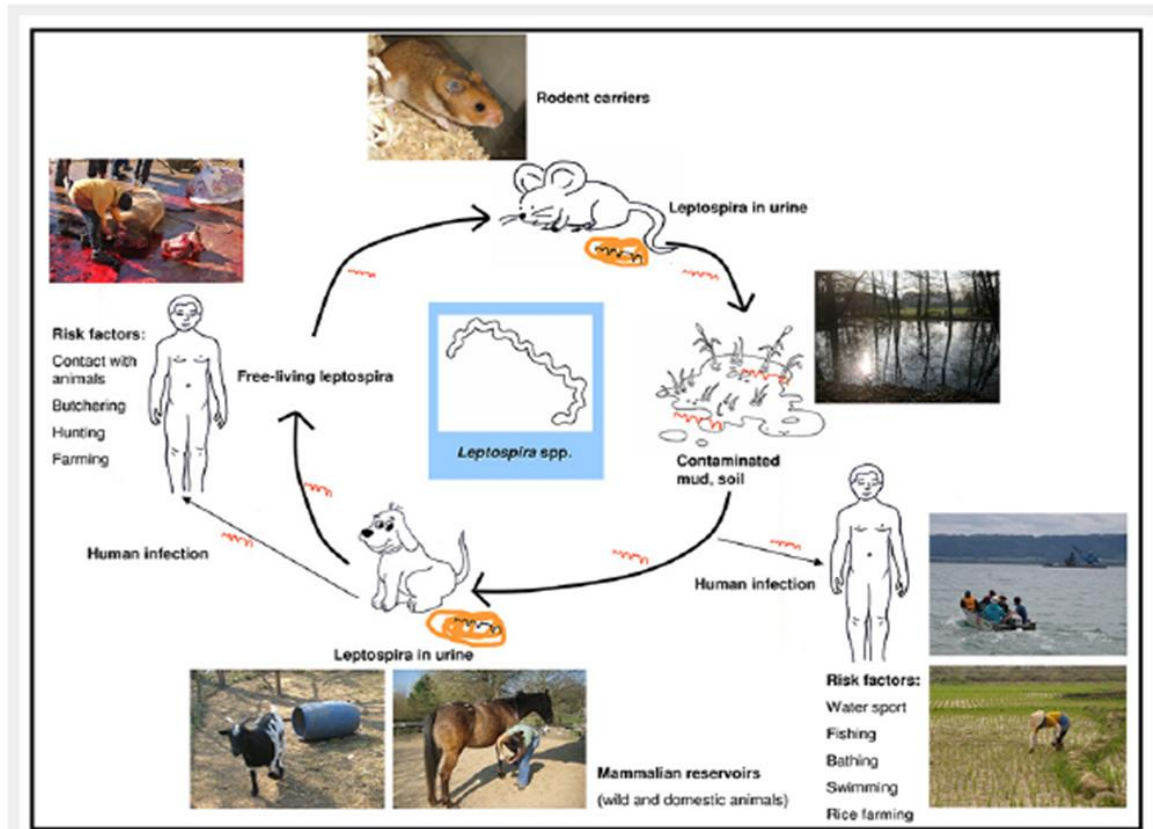 Rodent carriers
Leptospira in urine
Risk factors:
Contact with
animals
Butchering
Hunting
Farming
Free-living leptospira
Leptospira spp.
Contaminated
mud, soil
Human infection
Human infection
Leptospira in urine
Mammalian reservoirs
(wild and domestic animals)
Risk factors:
Water sport
Fishing
Bathing
Swimming
Rice farming